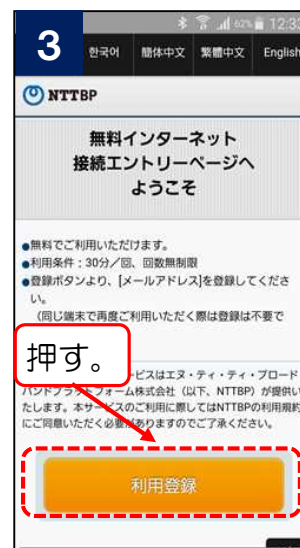 62% 12:33
3
한국어 簡体中文 繁體中文 English
NTTBP
無料インターネット
接続エントリーページへ
ようこそ
●無料でご利用いただけます。
●利用条件：30分／回、回数無制限
●登録ボタンより、[メールアドレス]を登録してくださ
い。
（同じ端末で再度ご利用いただく際は登録は不要で
押す。
ービスはエヌ・ティ・ティ・ブロード
バンドプラットフォーム株式会社（以下、NTTBP）が提供い
たします。本サービスのご利用に際してはNTTBPの利用規約
にご同意いただく必要がありますのでご了承ください。
利用登録